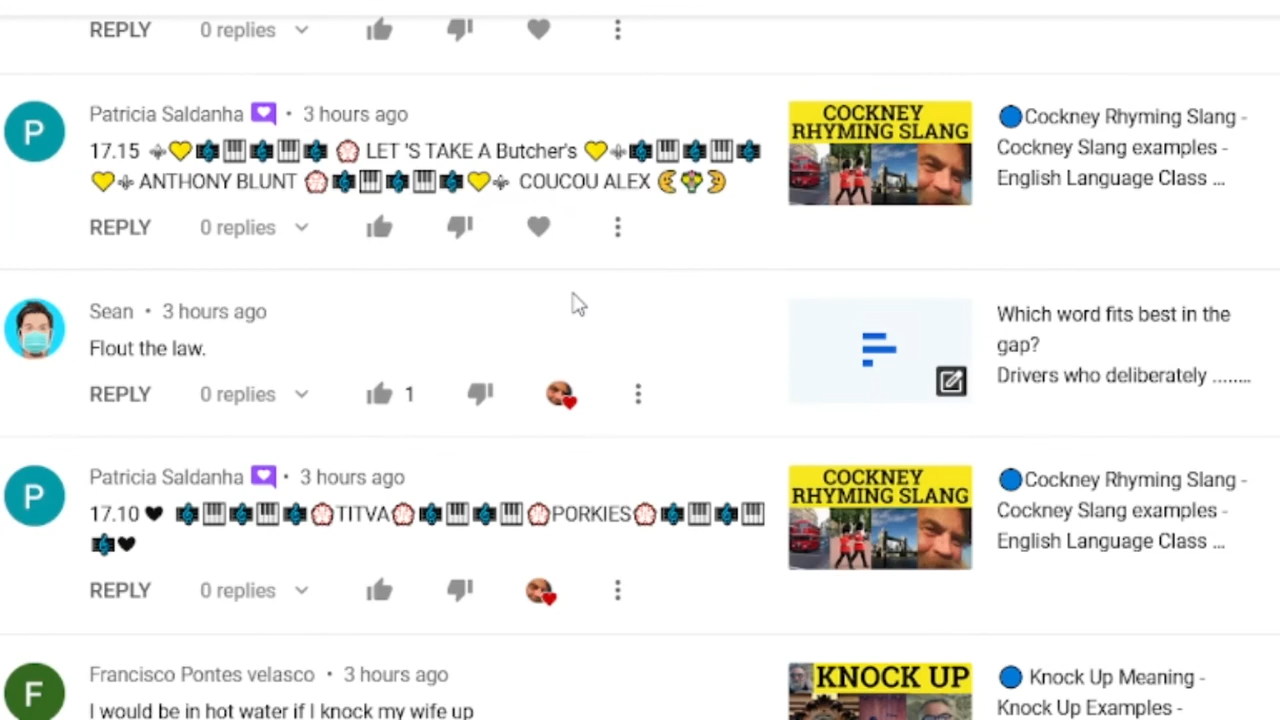 REPLY 0 replies
Patricia Saldanha • 3 hours ago
17.15 ⚜💛🎼🎹🎼🎹🎼 💮 LET 'S TAKE A Butcher's 💛⚜🎼🎹🎼🎹🎼
💛⚜ ANTHONY BLUNT 💮🎼🎹🎼🎹🎼💛⚜ COUCOU ALEX 🌜💐🌛
REPLY 0 replies
COCKNEY
RHYMING SLANG
🔵Cockney Rhyming Slang -
Cockney Slang examples -
English Language Class ...
Sean • 3 hours ago
Flout the law.
REPLY 0 replies 1
Which word fits best in the
gap?
Drivers who deliberately ........
Patricia Saldanha • 3 hours ago
17.10 🖤 🎼🎹🎼🎹🎼💮TITVA💮🎼🎹🎼🎹💮PORKIES💮🎼🎹🎼🎹
🎼🖤
REPLY 0 replies
COCKNEY
RHYMING SLANG
🔵Cockney Rhyming Slang -
Cockney Slang examples -
English Language Class ...
F
Francisco Pontes velasco • 3 hours ago
I would be in hot water if I knock my wife up
KNOCK UP
🔵 Knock Up Meaning -
Knock Up Examples -